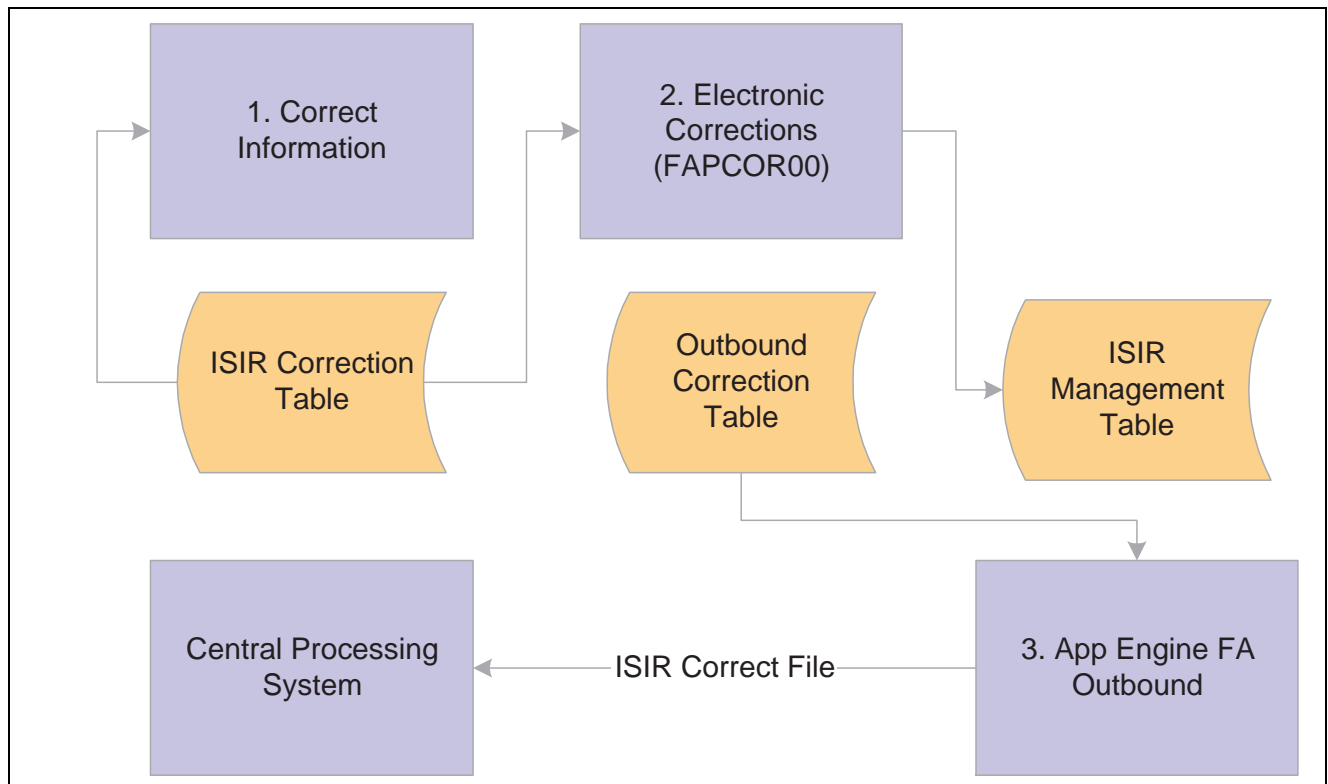 1. Correct
Information
2. Electronic
Corrections
(FAPCOR00)
ISIR Correction
Table
Outbound
Correction
Table
ISIR
Management
Table
Central Processing
System
ISIR Correct File
3. App Engine FA
Outbound